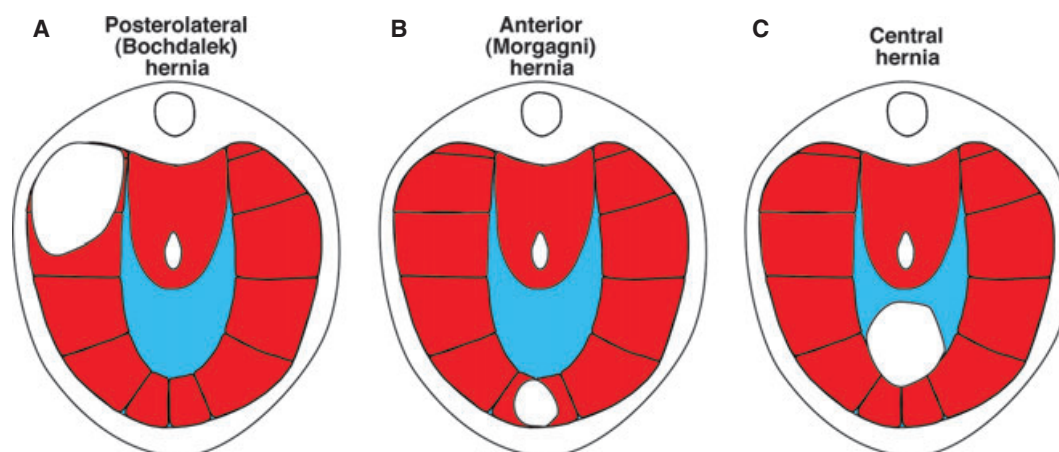 A
Posterolateral
(Bochdalek)
hernia
B
Anterior
(Morgagni)
hernia
C
Central
hernia